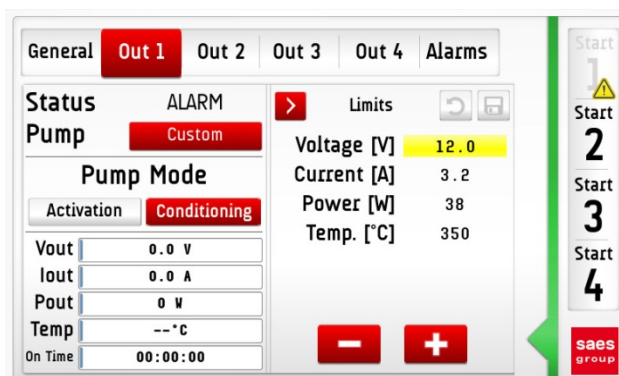 General Out 1 Out 2 Out 3 Out 4 Alarms
Status ALARM
Pump Custom
Pump Mode
Activation Conditioning
Vout 0.0 V
Iout 0.0 A
Pout 0 W
Temp --°C
On Time 00:00:00
> Limits
Voltage [V] 12.0
Current [A] 3.2
Power [W] 38
Temp. [°C] 350
− +
Start
1
Start
2
Start
3
Start
4
saes
group